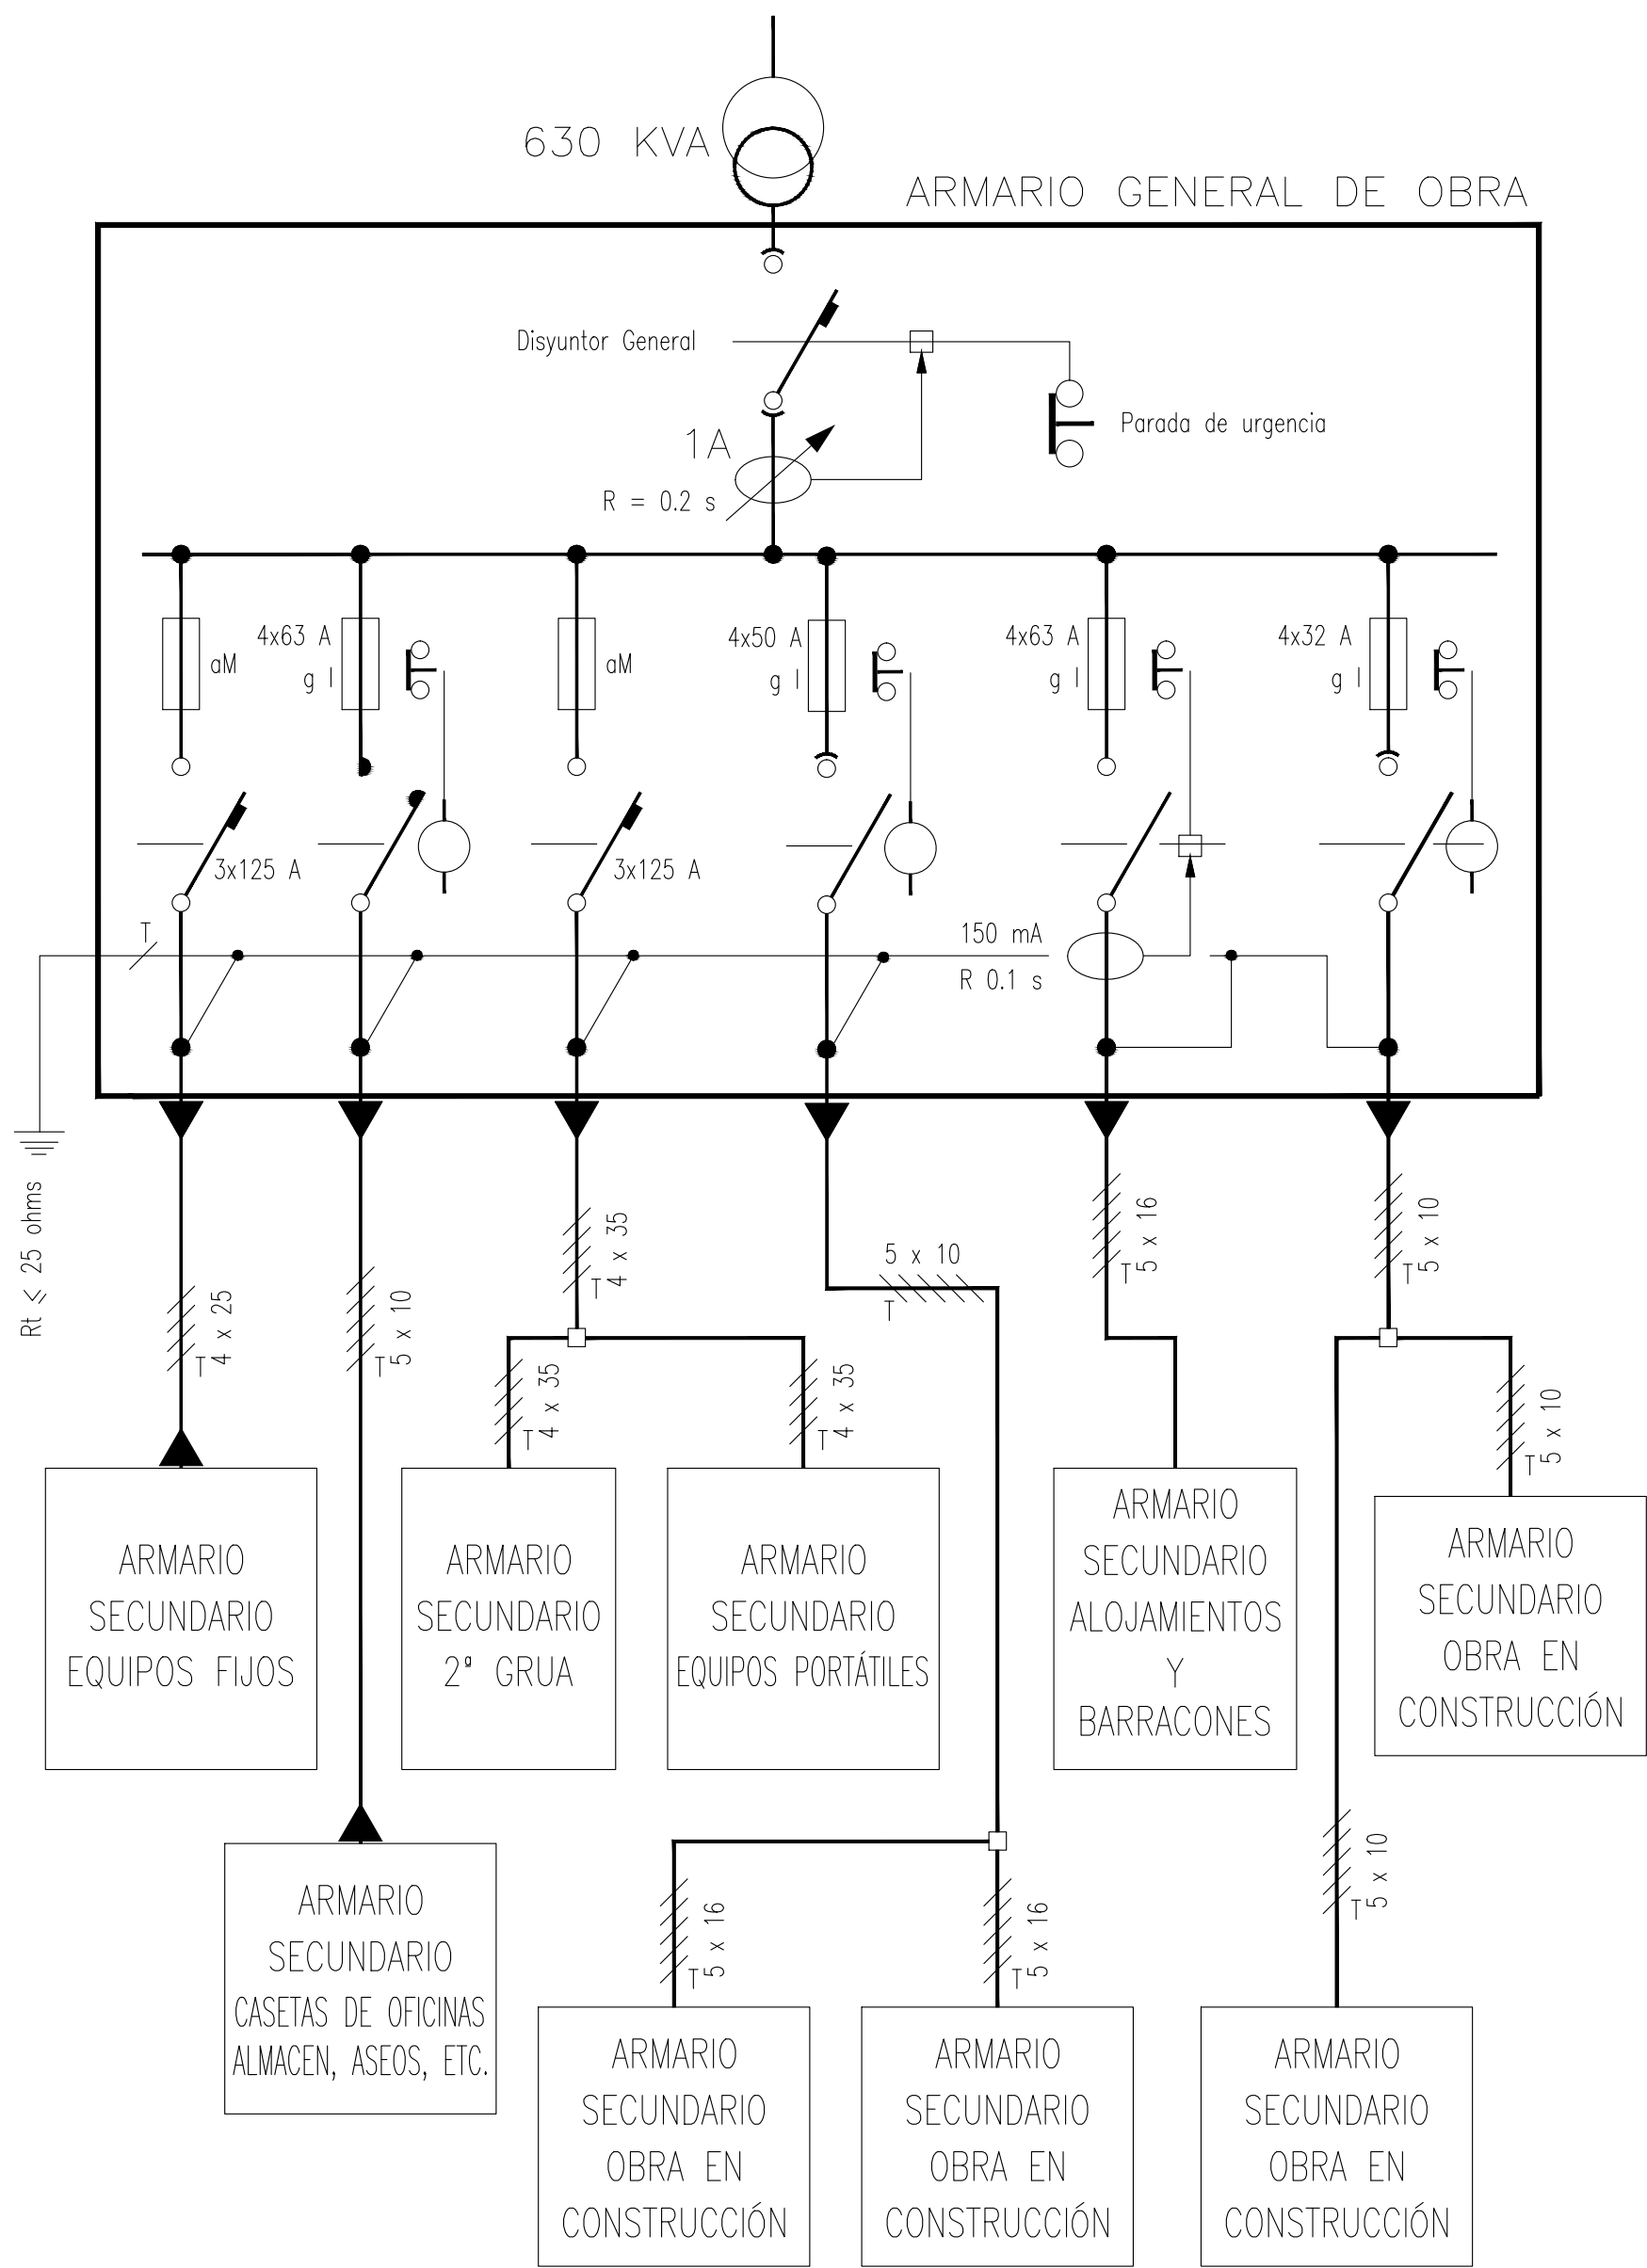 630 KVA
ARMARIO GENERAL DE OBRA
Disyuntor General
Parada de urgencia
1A
R = 0.2 s
aM
4x63 A
g l
aM
4x50 A
g l
4x63 A
g l
4x32 A
g l
3x125 A
3x125 A
T
150 mA
R 0.1 s
Rt ≤ 25 ohms
T
4 x 25
T
5 x 10
T
4 x 35
5 x 10
T
T
5 x 16
T
5 x 10
T
4 x 35
T
4 x 35
T
5 x 10
ARMARIO
SECUNDARIO
EQUIPOS FIJOS
ARMARIO
SECUNDARIO
2ª GRUA
ARMARIO
SECUNDARIO
EQUIPOS PORTÁTILES
ARMARIO
SECUNDARIO
ALOJAMIENTOS
Y
BARRACONES
ARMARIO
SECUNDARIO
OBRA EN
CONSTRUCCIÓN
ARMARIO
SECUNDARIO
CASETAS DE OFICINAS
ALMACEN, ASEOS, ETC.
T
5 x 16
T
5 x 16
T
5 x 10
ARMARIO
SECUNDARIO
OBRA EN
CONSTRUCCIÓN
ARMARIO
SECUNDARIO
OBRA EN
CONSTRUCCIÓN
ARMARIO
SECUNDARIO
OBRA EN
CONSTRUCCIÓN